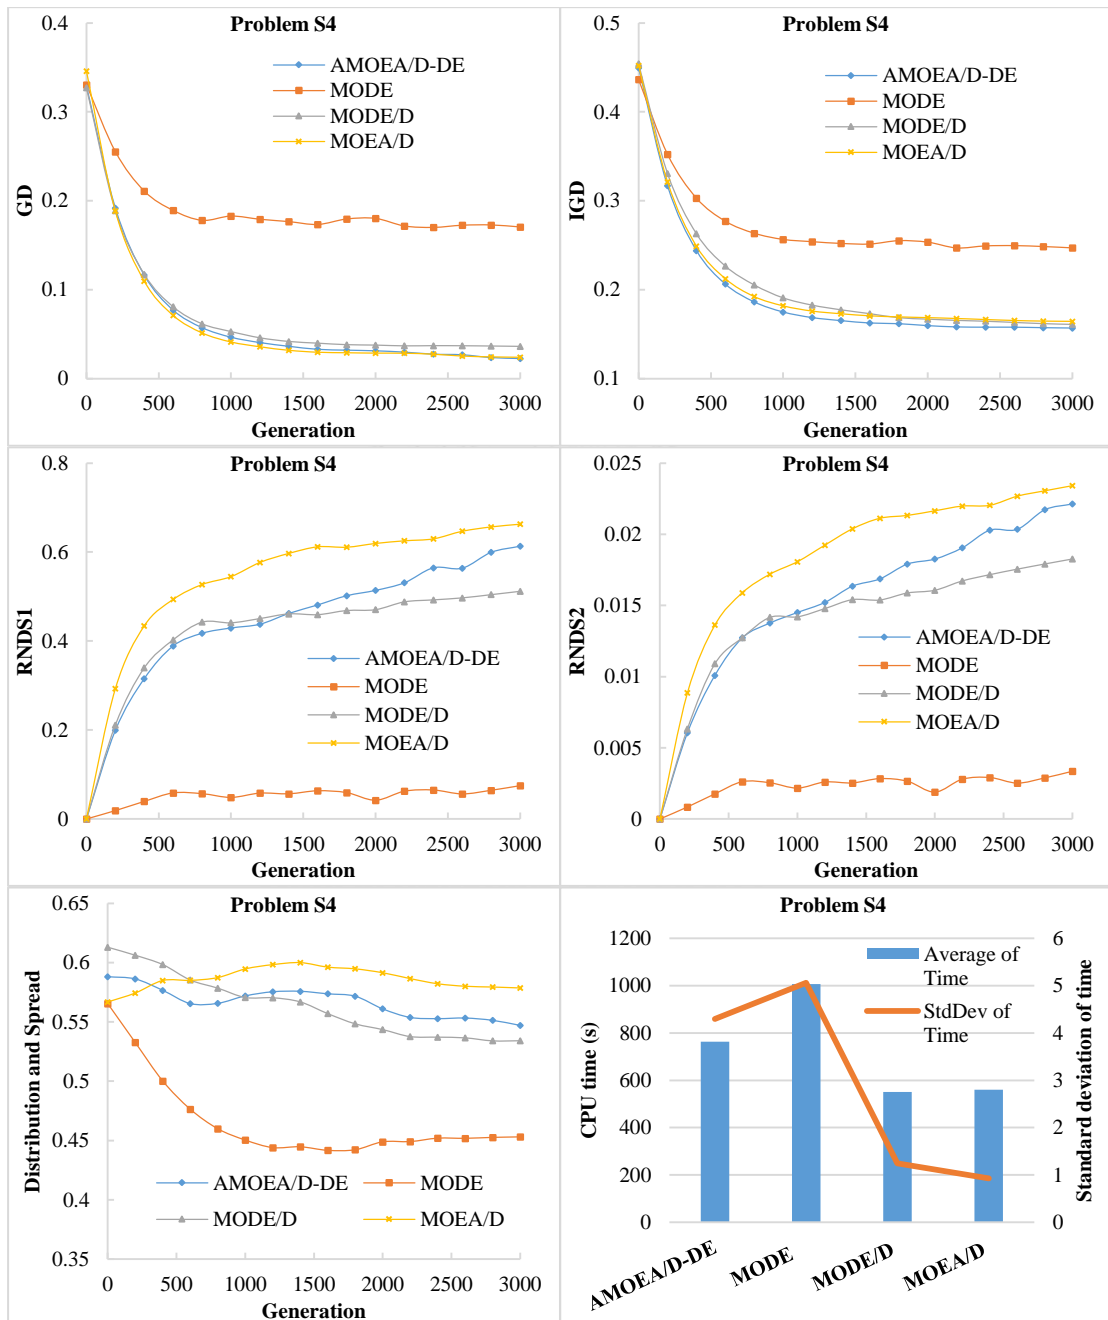 Problem S4
0.4
0.3
0.2
0.1
0
GD
AMOEA/D-DE
MODE
MODE/D
MOEA/D
0 500 1000 1500 2000 2500 3000
Generation
Problem S4
0.5
0.4
0.3
0.2
0.1
IGD
AMOEA/D-DE
MODE
MODE/D
MOEA/D
0 500 1000 1500 2000 2500 3000
Generation
Problem S4
0.8
0.6
0.4
0.2
0
RNDS1
AMOEA/D-DE
MODE
MODE/D
MOEA/D
0 500 1000 1500 2000 2500 3000
Generation
Problem S4
0.025
0.02
0.015
0.01
0.005
0
RNDS2
AMOEA/D-DE
MODE
MODE/D
MOEA/D
0 500 1000 1500 2000 2500 3000
Generation
Problem S4
0.65
0.6
0.55
0.5
0.45
0.4
0.35
Distribution and Spread
AMOEA/D-DE MODE
MODE/D MOEA/D
0 500 1000 1500 2000 2500 3000
Generation
Problem S4
1200
1000
800
600
400
200
0
CPU time (s)
Average of
Time
StdDev of
Time
6
5
4
3
2
1
0
Standard deviation of time
AMOEA/D-DE
MODE
MODE/D
MOEA/D